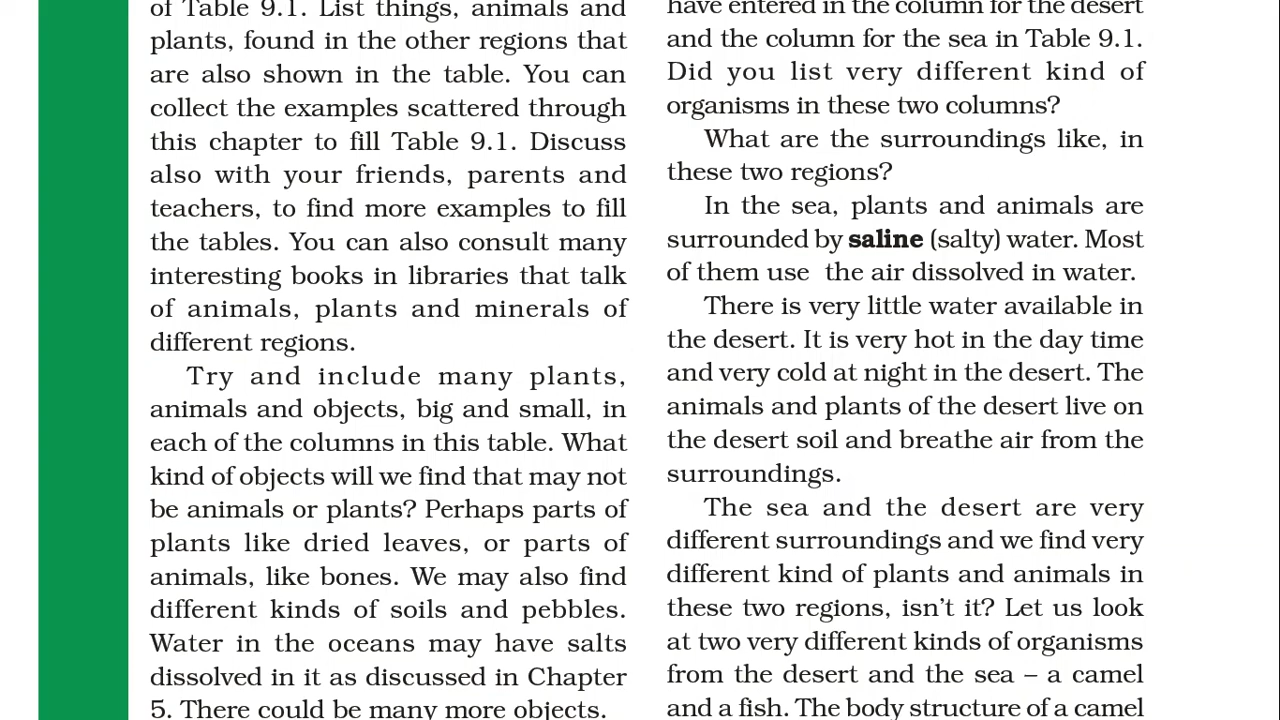 of Table 9.1. List things, animals and
plants, found in the other regions that
are also shown in the table. You can
collect the examples scattered through
this chapter to fill Table 9.1. Discuss
also with your friends, parents and
teachers, to find more examples to fill
the tables. You can also consult many
interesting books in libraries that talk
of animals, plants and minerals of
different regions.
Try and include many plants,
animals and objects, big and small, in
each of the columns in this table. What
kind of objects will we find that may not
be animals or plants? Perhaps parts of
plants like dried leaves, or parts of
animals, like bones. We may also find
different kinds of soils and pebbles.
Water in the oceans may have salts
dissolved in it as discussed in Chapter
5. There could be many more objects.
have entered in the column for the desert
and the column for the sea in Table 9.1.
Did you list very different kind of
organisms in these two columns?
What are the surroundings like, in
these two regions?
In the sea, plants and animals are
surrounded by saline (salty) water. Most
of them use the air dissolved in water.
There is very little water available in
the desert. It is very hot in the day time
and very cold at night in the desert. The
animals and plants of the desert live on
the desert soil and breathe air from the
surroundings.
The sea and the desert are very
different surroundings and we find very
different kind of plants and animals in
these two regions, isn't it? Let us look
at two very different kinds of organisms
from the desert and the sea – a camel
and a fish. The body structure of a camel